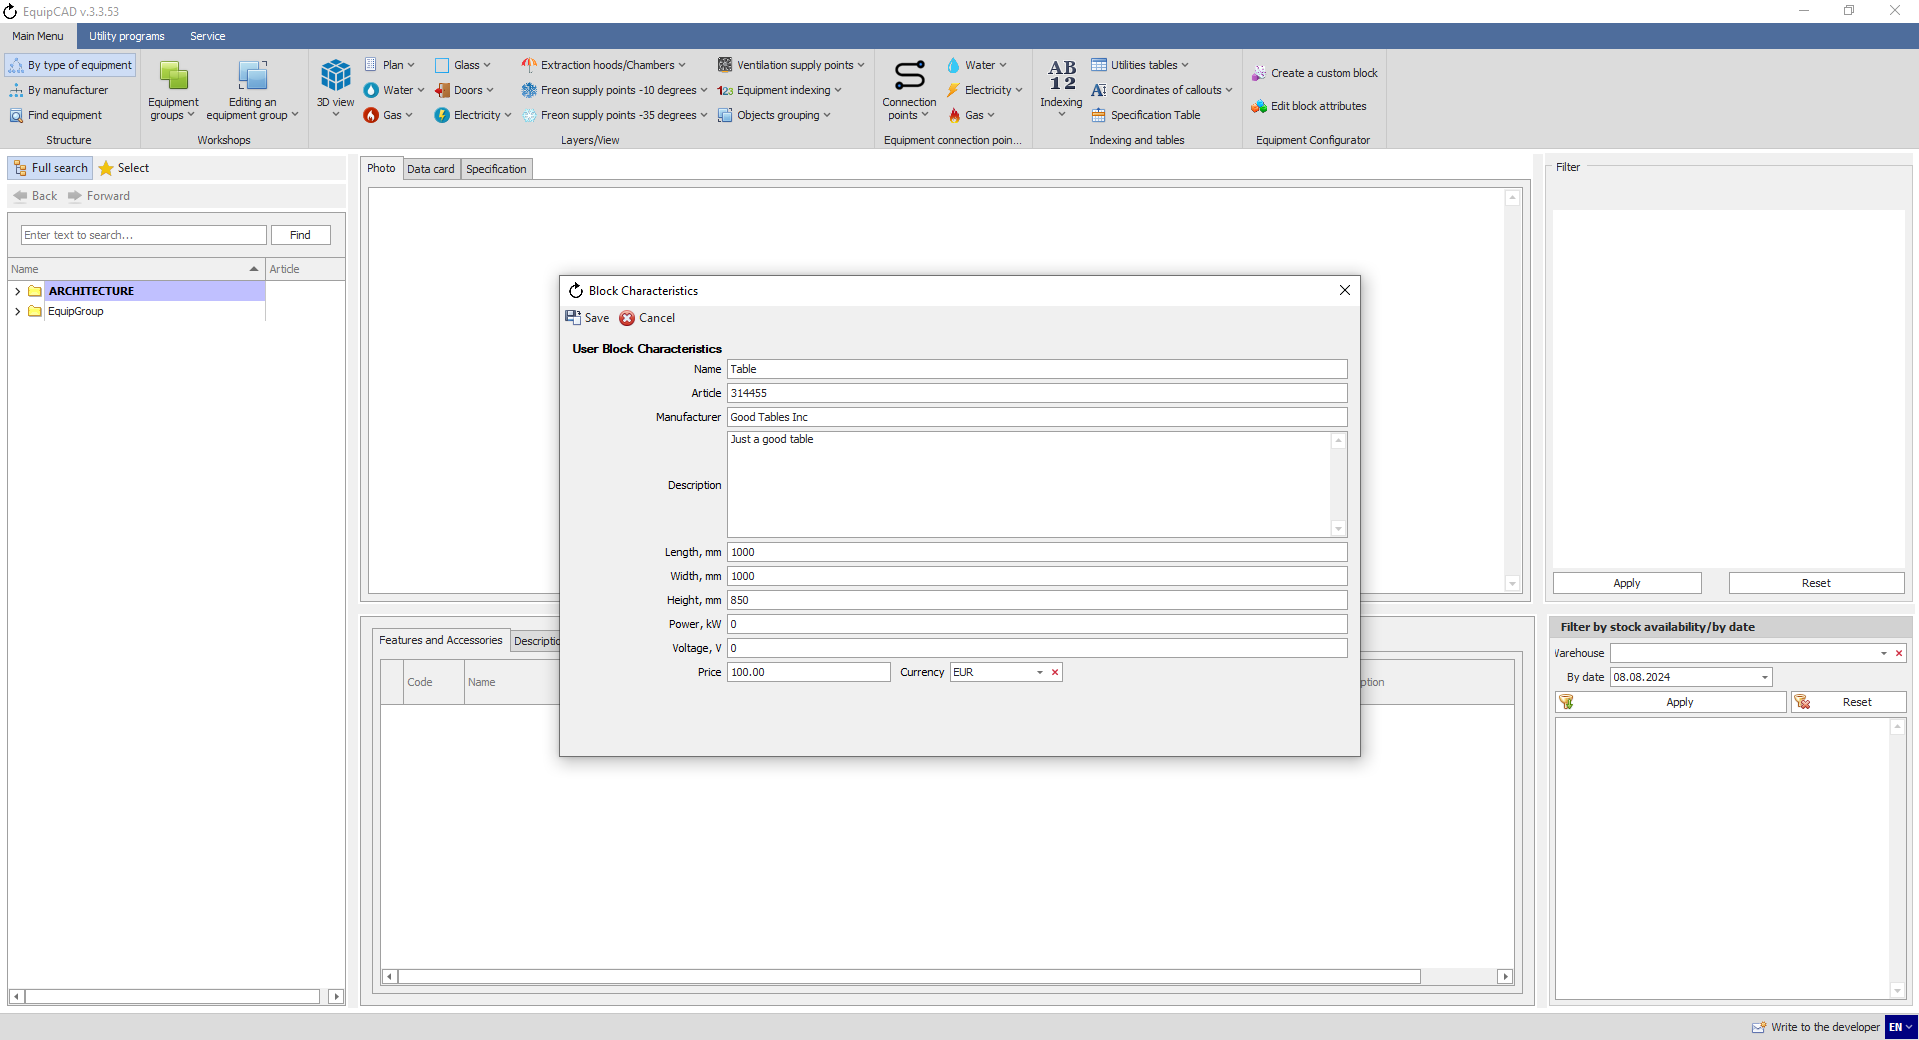 EquipCAD v.3.3.53
Main Menu Utility programs Service
By type of equipment
By manufacturer
Find equipment
Structure
Equipment groups
Editing an equipment group
Workshops
3D view
Plan Glass Extraction hoods/Chambers Ventilation supply points
Water Doors Freon supply points -10 degrees 123 Equipment indexing
Gas Electricity Freon supply points -35 degrees Objects grouping
Layers/View
Connection points
Water
Electricity
Gas
Equipment connection poin...
AB
12
Indexing
Utilities tables
A Coordinates of callouts
Specification Table
Indexing and tables
Create a custom block
Edit block attributes
Equipment Configurator
Full search Select
Back Forward
Enter text to search... Find
Name Article
ARCHITECTURE
EquipGroup
Photo Data card Specification
Block Characteristics
Save Cancel
User Block Characteristics
Name Table
Article 314455
Manufacturer Good Tables Inc
Description Just a good table
Length, mm 1000
Width, mm 1000
Height, mm 850
Power, kW 0
Voltage, V 0
Price 100.00 Currency EUR
Features and Accessories Descriptic
Code Name ption
Filter
Apply Reset
Filter by stock availability/by date
Varehouse
By date 08.08.2024
Apply Reset
Write to the developer EN